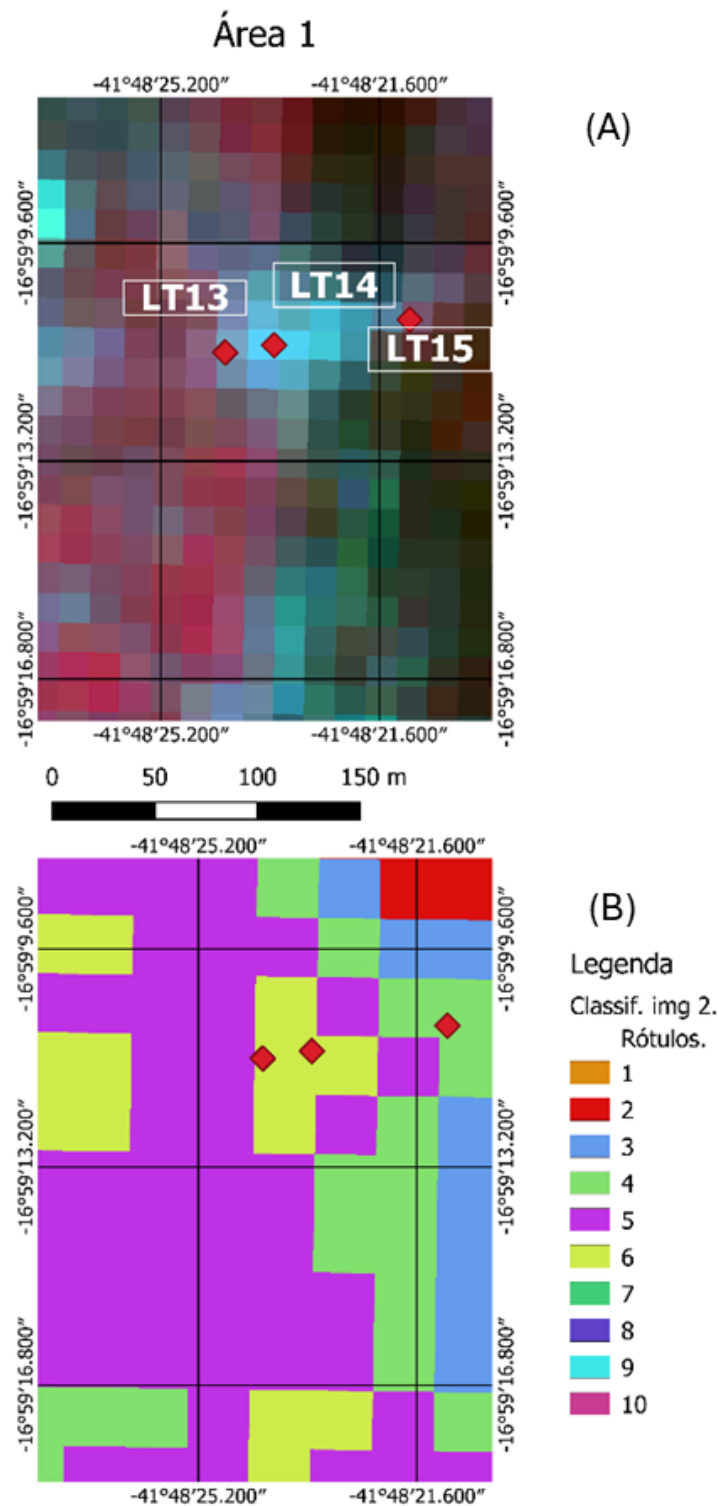 Área 1
(A)
-41°48′25.200″ -41°48′21.600″
-16°59′9.600″ -16°59′9.600″
LT13
LT14
LT15
-16°59′13.200″ -16°59′13.200″
-16°59′16.800″ -16°59′16.800″
-41°48′25.200″ -41°48′21.600″
0 50 100 150 m
-41°48′25.200″ -41°48′21.600″
(B)
-16°59′9.600″ -16°59′9.600″
-16°59′13.200″ -16°59′13.200″
-16°59′16.800″ -16°59′16.800″
-41°48′25.200″ -41°48′21.600″
Legenda
Classif. img 2.
Rótulos.
1
2
3
4
5
6
7
8
9
10